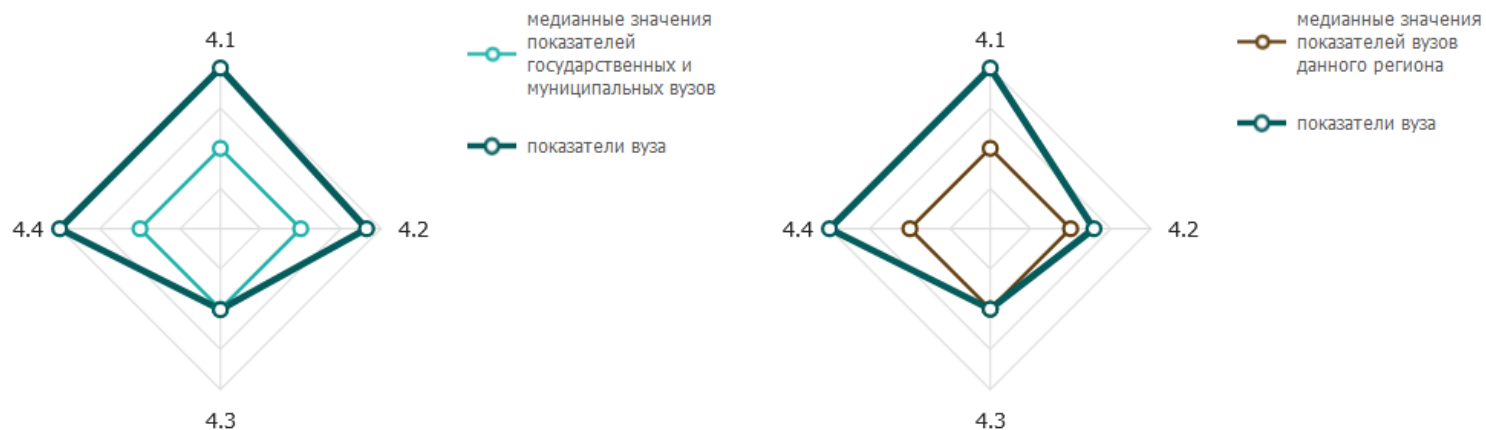 4.1
4.4
4.2
4.3
медианные значения
показателей
государственных и
муниципальных вузов
показатели вуза
4.1
4.4
4.2
4.3
медианные значения
показателей вузов
данного региона
показатели вуза